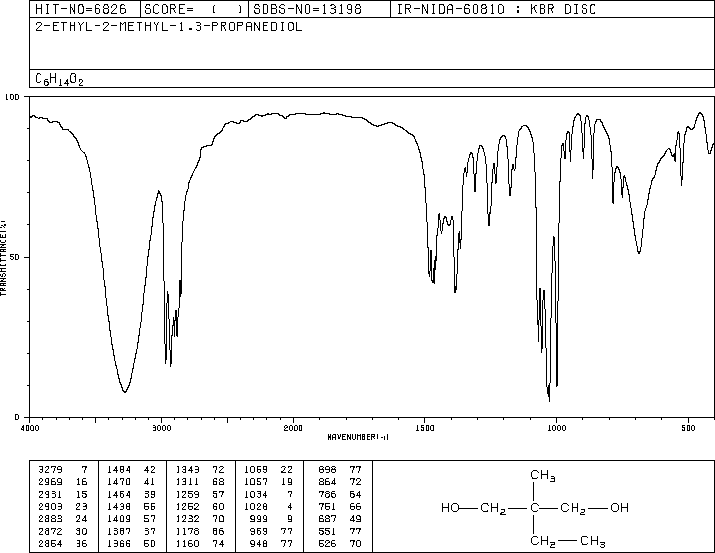 HIT-NO=6826 SCORE= ( ) SDBS-NO=13198 IR-NIDA-60810 : KBR DISC
2-ETHYL-2-METHYL-1,3-PROPANEDIOL
C6H14O2
100
50
0
TRANSMITTANCE(%)
4000 3000 2000 1500 1000 500
WAVENUMBER(-1)
3279 7 1484 42 1343 72 1069 22 898 77
2969 16 1470 41 1311 68 1057 19 864 72
2931 15 1464 39 1259 57 1034 7 786 64
2903 23 1438 55 1252 60 1028 4 751 66
2883 24 1409 57 1232 70 999 9 687 49
2872 30 1387 37 1178 86 969 77 551 77
2854 36 1366 50 1160 74 948 77 526 70
CH3
HO—CH2—C—CH2—OH
CH2—CH3